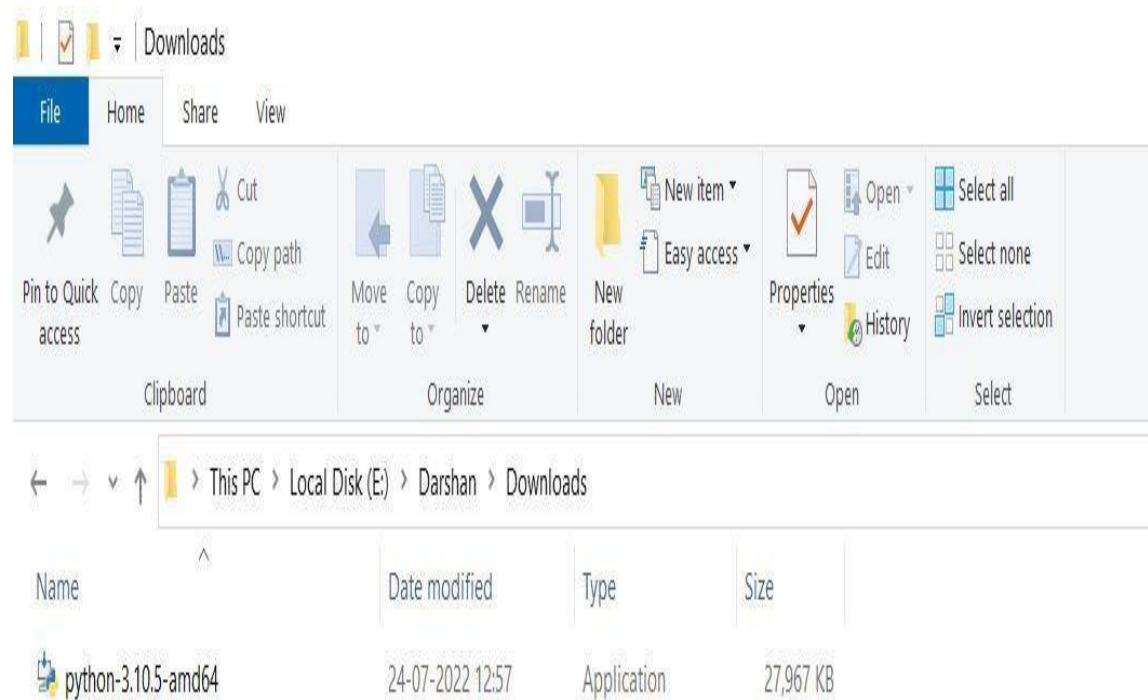 Downloads
File Home Share View
Pin to Quick access
Copy
Paste
Cut
Copy path
Paste shortcut
Clipboard
Move to
Copy to
Delete
Rename
Organize
New folder
New item
Easy access
New
Properties
Open
Edit
History
Open
Select all
Select none
Invert selection
Select
This PC > Local Disk (E:) > Darshan > Downloads
Name Date modified Type Size
python-3.10.5-amd64 24-07-2022 12:57 Application 27,967 KB